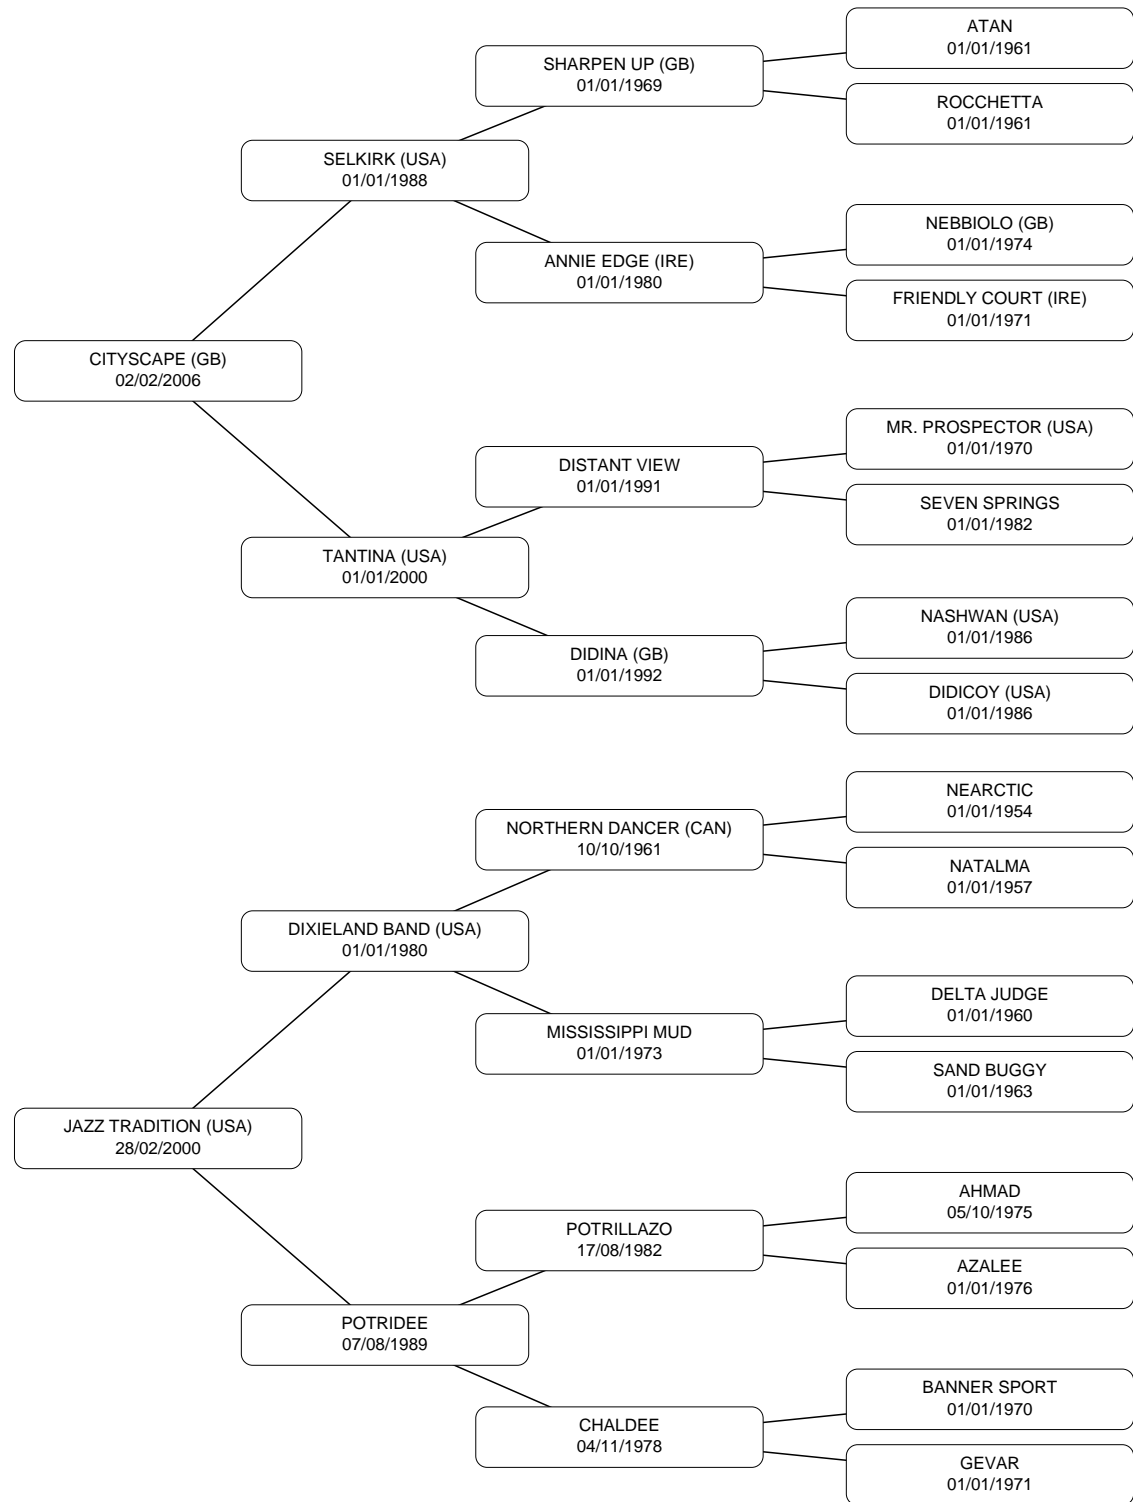 ATAN
01/01/1961
SHARPEN UP (GB)
01/01/1969
ROCCHETTA
01/01/1961
SELKIRK (USA)
01/01/1988
NEBBIOLO (GB)
01/01/1974
ANNIE EDGE (IRE)
01/01/1980
FRIENDLY COURT (IRE)
01/01/1971
CITYSCAPE (GB)
02/02/2006
MR. PROSPECTOR (USA)
01/01/1970
DISTANT VIEW
01/01/1991
SEVEN SPRINGS
01/01/1982
TANTINA (USA)
01/01/2000
NASHWAN (USA)
01/01/1986
DIDINA (GB)
01/01/1992
DIDICOY (USA)
01/01/1986
NEARCTIC
01/01/1954
NORTHERN DANCER (CAN)
10/10/1961
NATALMA
01/01/1957
DIXIELAND BAND (USA)
01/01/1980
DELTA JUDGE
01/01/1960
MISSISSIPPI MUD
01/01/1973
SAND BUGGY
01/01/1963
JAZZ TRADITION (USA)
28/02/2000
AHMAD
05/10/1975
POTRILLAZO
17/08/1982
AZALEE
01/01/1976
POTRIDEE
07/08/1989
BANNER SPORT
01/01/1970
CHALDEE
04/11/1978
GEVAR
01/01/1971